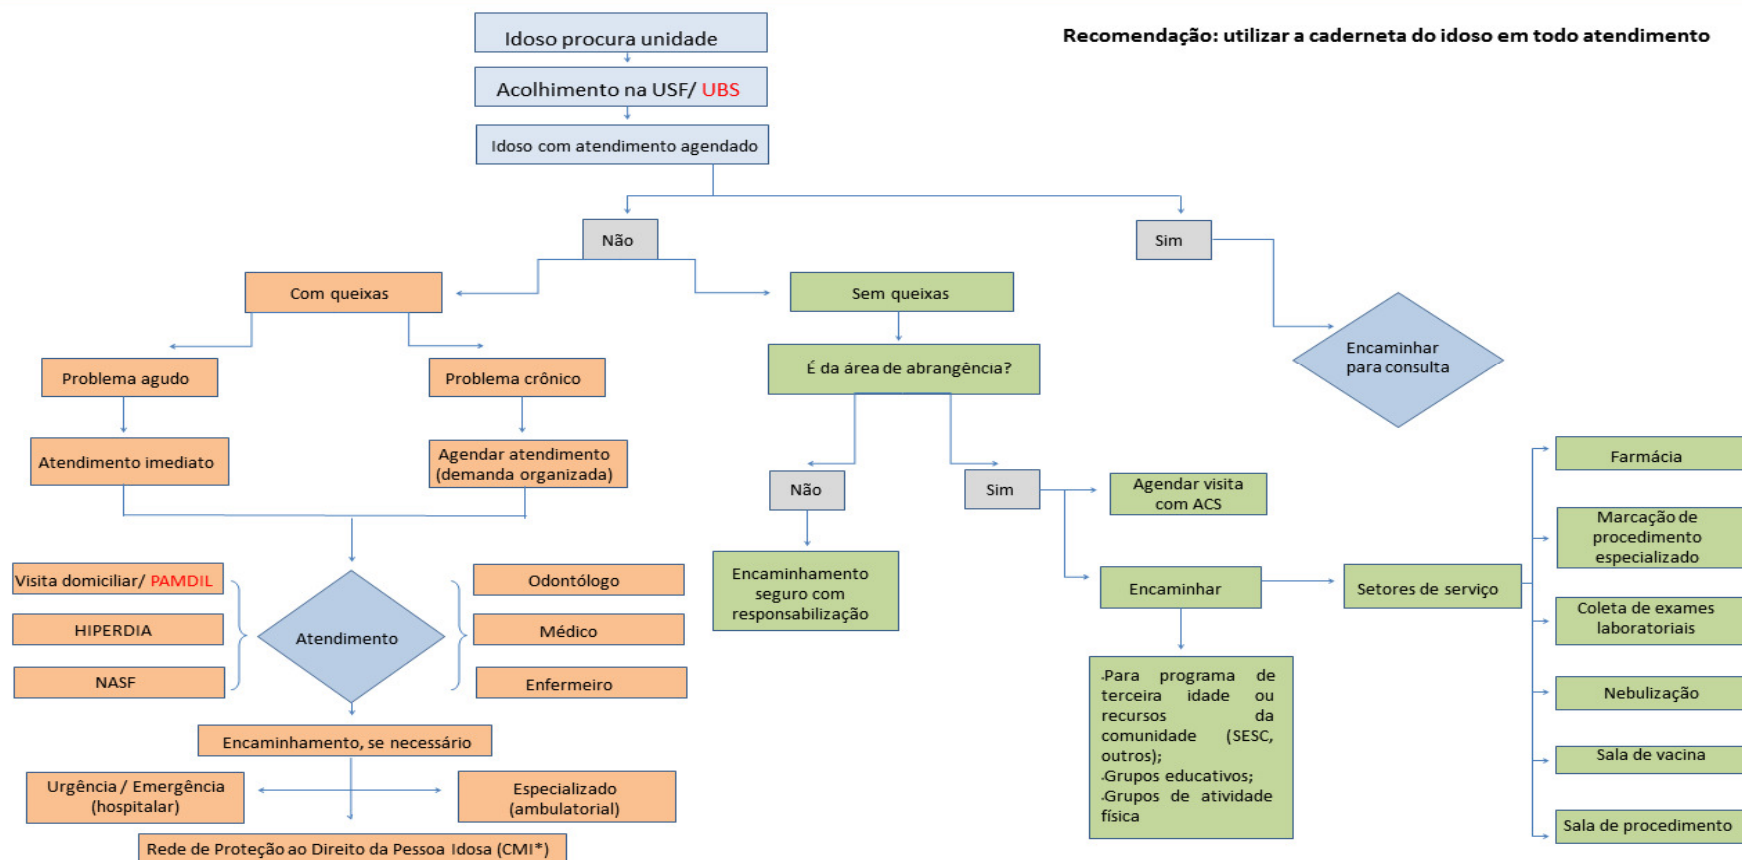 Idoso procura unidade
Recomendação: utilizar a caderneta do idoso em todo atendimento
Acolhimento na USF/ UBS
Idoso com atendimento agendado
Não
Sim
Com queixas
Sem queixas
Encaminhar
para consulta
Problema agudo
Problema crônico
É da área de abrangência?
Atendimento imediato
Agendar atendimento
(demanda organizada)
Não
Sim
Agendar visita
com ACS
Farmácia
Marcação de
procedimento
especializado
Coleta de exames
laboratoriais
Nebulização
Sala de vacina
Sala de procedimento
Encaminhamento
seguro com
responsabilização
Encaminhar
Setores de serviço
Visita domiciliar/ PAMDIL
HIPERDIA
NASF
Atendimento
Odontólogo
Médico
Enfermeiro
.Para programa de
terceira idade ou
recursos da
comunidade (SESC,
outros);
.Grupos educativos;
.Grupos de atividade
física
Encaminhamento, se necessário
Urgência / Emergência
(hospitalar)
Especializado
(ambulatorial)
Rede de Proteção ao Direito da Pessoa Idosa (CMI*)